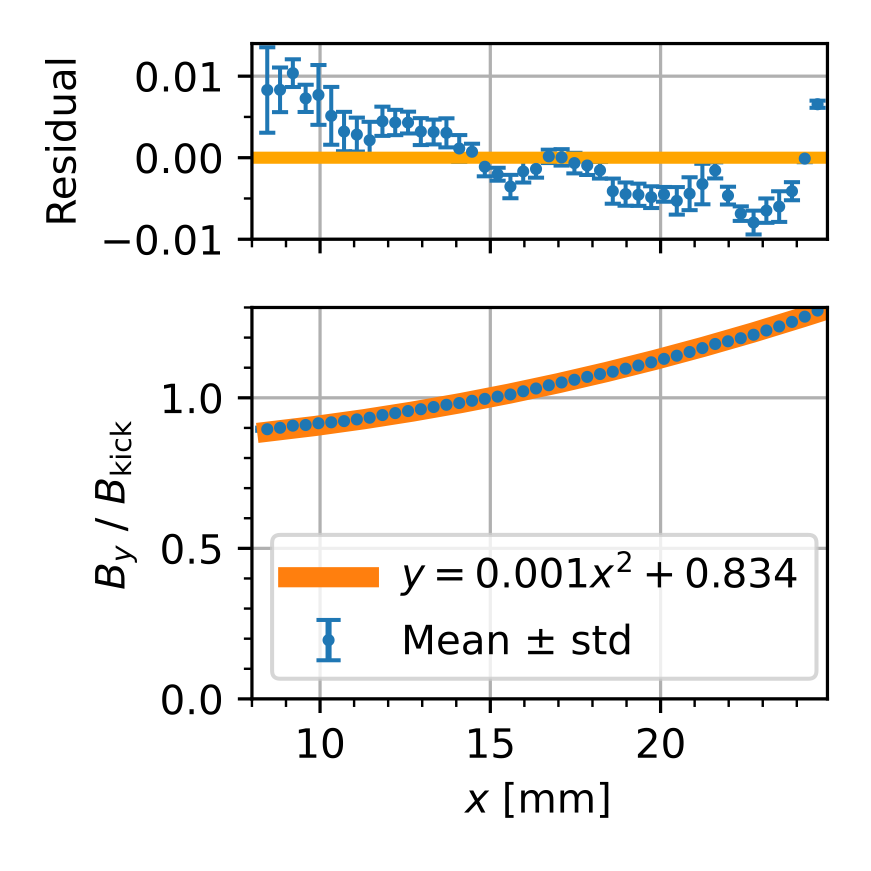 Residual
0.01
0.00
−0.01
B_y / B_kick
1.0
0.5
0.0
y = 0.001x² + 0.834
Mean ± std
10 15 20
x [mm]